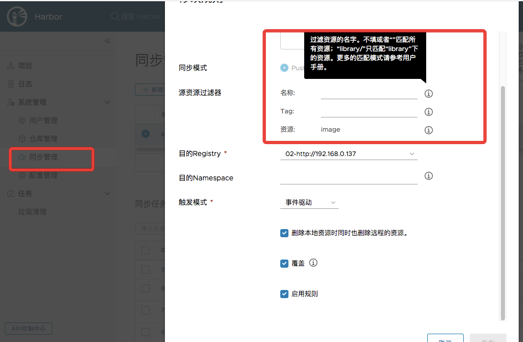 Harbor
搜索 Harbor...
项目
日志
系统管理
用户管理
仓库管理
同步管理
配置管理
任务
垃圾清理
过滤资源的名字。不填或者“”匹配所
有资源；“library/”只匹配“library”下
的资源。更多的匹配模式请参考用户
手册。
同步模式
Push
源资源过滤器
名称:
Tag:
资源:
image
目的Registry *
02-http://192.168.0.137
目的Namespace
触发模式 *
事件驱动
删除本地资源时同时也删除远程的资源。
覆盖
启用规则